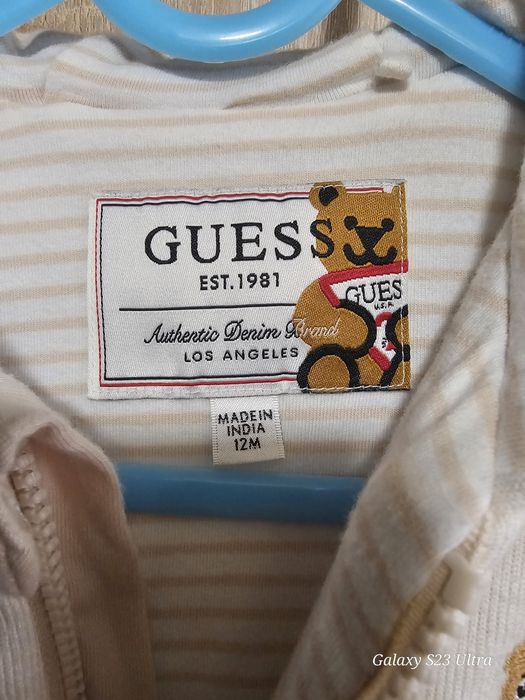 GUESS
EST.1981
Authentic Denim Brand
LOS ANGELES
GUES
U.S.A.
MADE IN
INDIA
12M
Galaxy S23 Ultra